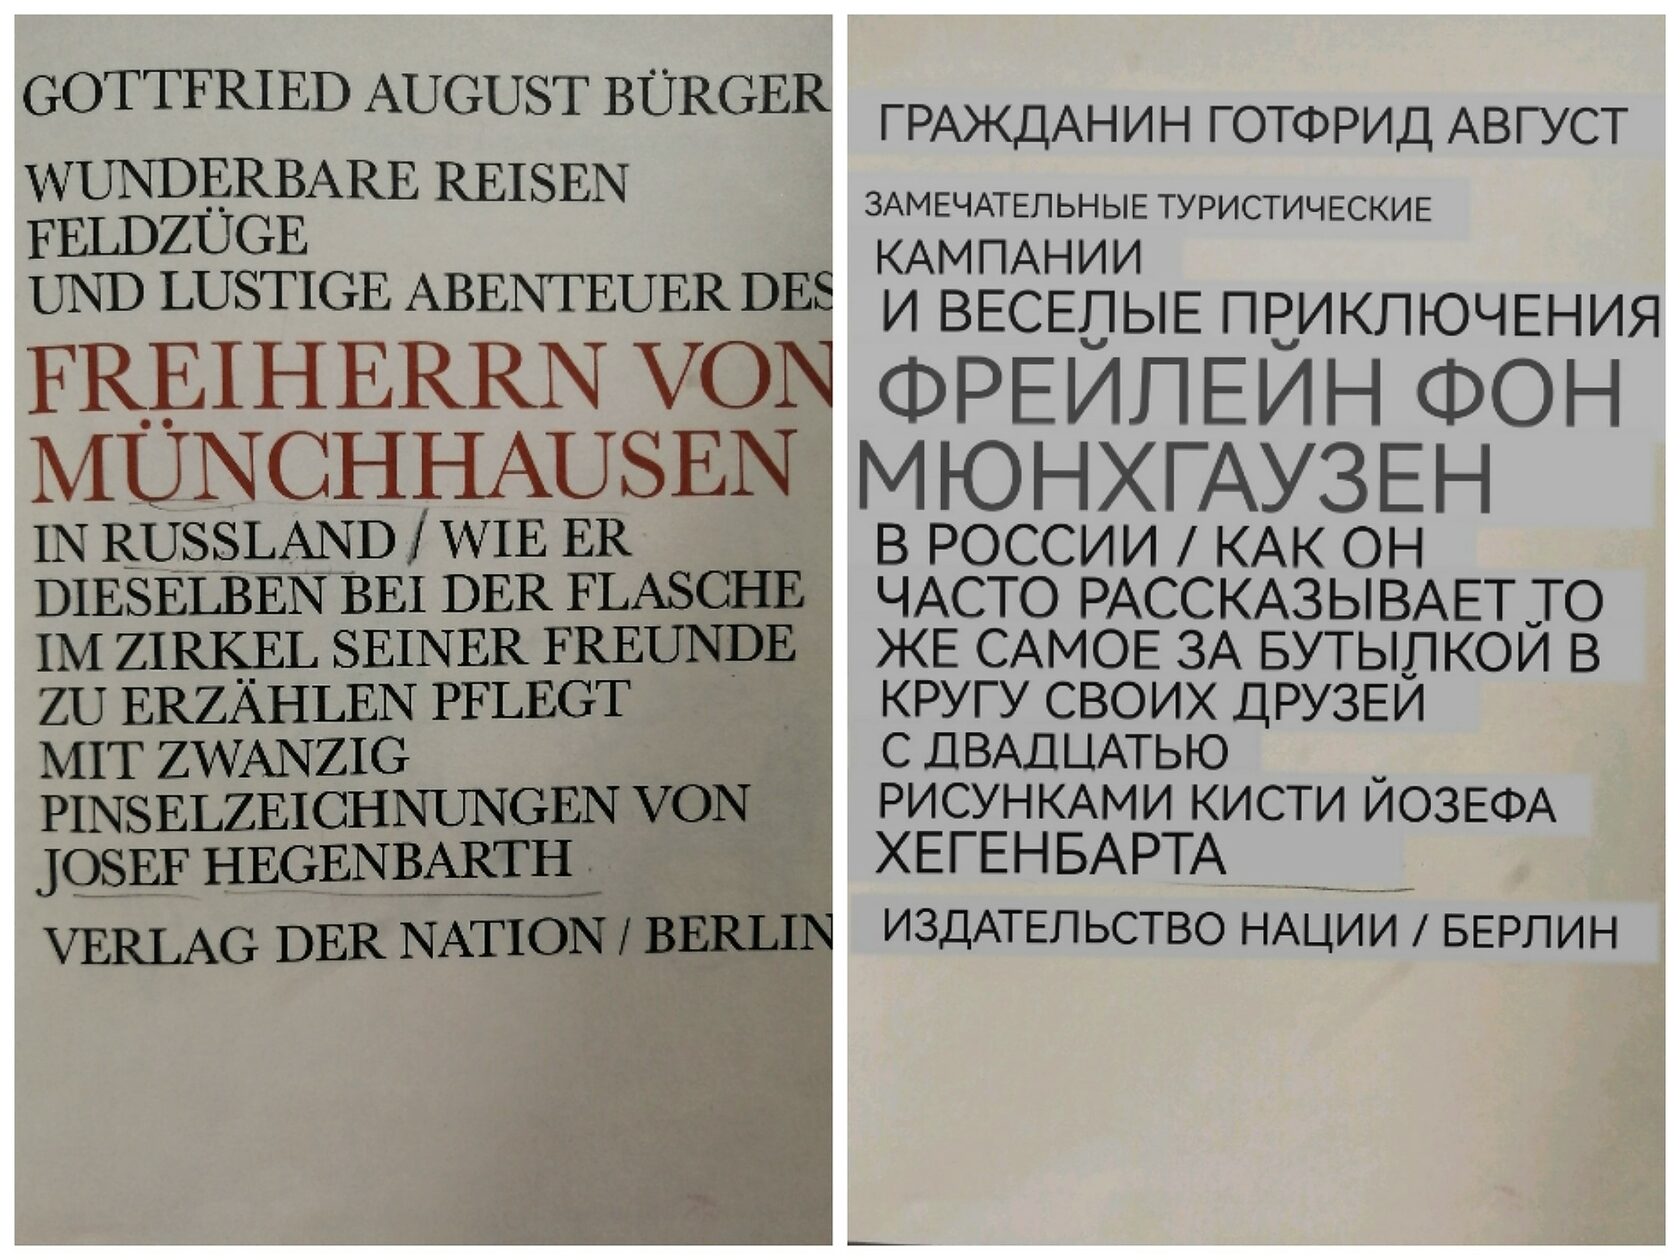 GOTTFRIED AUGUST BÜRGER
WUNDERBARE REISEN
FELDZÜGE
UND LUSTIGE ABENTEUER DES
FREIHERRN VON
MÜNCHHAUSEN
IN RUSSLAND / WIE ER
DIESELBEN BEI DER FLASCHE
IM ZIRKEL SEINER FREUNDE
ZU ERZÄHLEN PFLEGT
MIT ZWANZIG
PINSELZEICHNUNGEN VON
JOSEF HEGENBARTH
VERLAG DER NATION / BERLIN
ГРАЖДАНИН ГОТФРИД АВГУСТ
ЗАМЕЧАТЕЛЬНЫЕ ТУРИСТИЧЕСКИЕ
КАМПАНИИ
И ВЕСЕЛЫЕ ПРИКЛЮЧЕНИЯ
ФРЕЙЛЕЙН ФОН
МЮНХГАУЗЕН
В РОССИИ / КАК ОН
ЧАСТО РАССКАЗЫВАЕТ ТО
ЖЕ САМОЕ ЗА БУТЫЛКОЙ В
КРУГУ СВОИХ ДРУЗЕЙ
С ДВАДЦАТЬЮ
РИСУНКАМИ КИСТИ ЙОЗЕФА
ХЕГЕНБАРТА
ИЗДАТЕЛЬСТВО НАЦИИ / БЕРЛИН